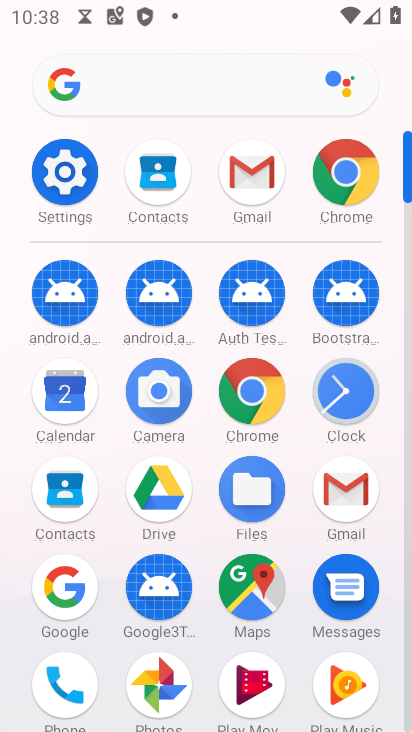 10:38
Settings Contacts Gmail Chrome
android.a... android.a... Auth Tes... Bootstra...
2
Calendar Camera Chrome Clock
Contacts Drive Files Gmail
Google Google3T... Maps Messages
Phone Photos Play Mov Play Music